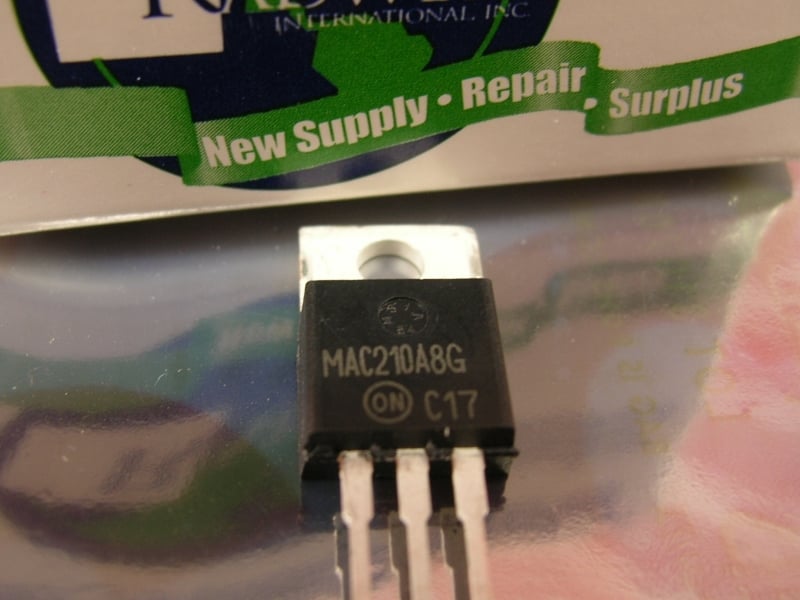 INTERNATIONAL INC.
New Supply • Repair • Surplus
MAC210A8G
ON C17